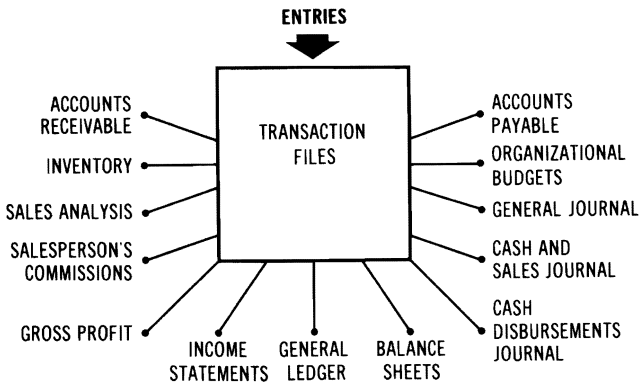 ENTRIES
TRANSACTION
FILES
ACCOUNTS
RECEIVABLE
INVENTORY
SALES ANALYSIS
SALESPERSON'S
COMMISSIONS
GROSS PROFIT
INCOME
STATEMENTS
GENERAL
LEDGER
BALANCE
SHEETS
ACCOUNTS
PAYABLE
ORGANIZATIONAL
BUDGETS
GENERAL JOURNAL
CASH AND
SALES JOURNAL
CASH
DISBURSEMENTS
JOURNAL